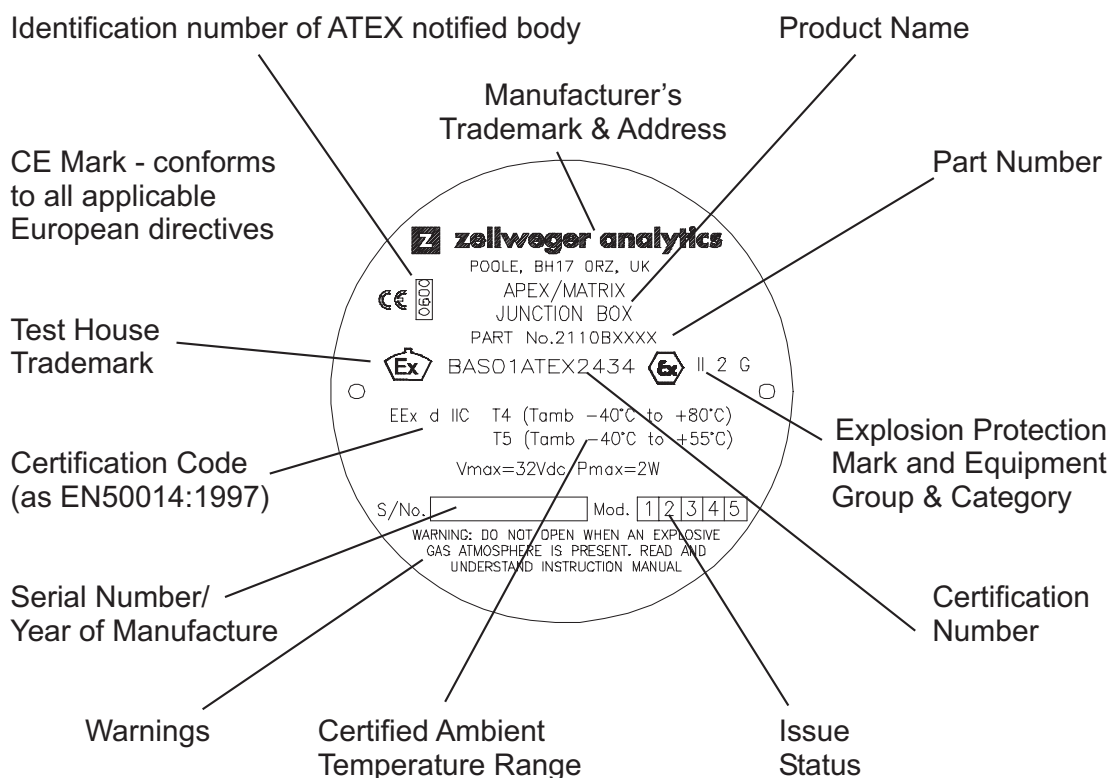 Identification number of ATEX notified body
Product Name
Manufacturer's
Trademark & Address
CE Mark - conforms
to all applicable
European directives
Part Number
zellweger analytics
POOLE, BH17 0RZ, UK
CE 0600
APEX/MATRIX
JUNCTION BOX
PART No.2110BXXXX
Test House
Trademark
Ex BAS01ATEX2434 Ex II 2 G
EEx d IIC T4 (Tamb -40°C to +80°C)
T5 (Tamb -40°C to +55°C)
Vmax=32Vdc Pmax=2W
Certification Code
(as EN50014:1997)
Explosion Protection
Mark and Equipment
Group & Category
S/No. Mod. 1 2 3 4 5
WARNING: DO NOT OPEN WHEN AN EXPLOSIVE
GAS ATMOSPHERE IS PRESENT. READ AND
UNDERSTAND INSTRUCTION MANUAL
Serial Number/
Year of Manufacture
Certification
Number
Warnings
Certified Ambient
Temperature Range
Issue
Status